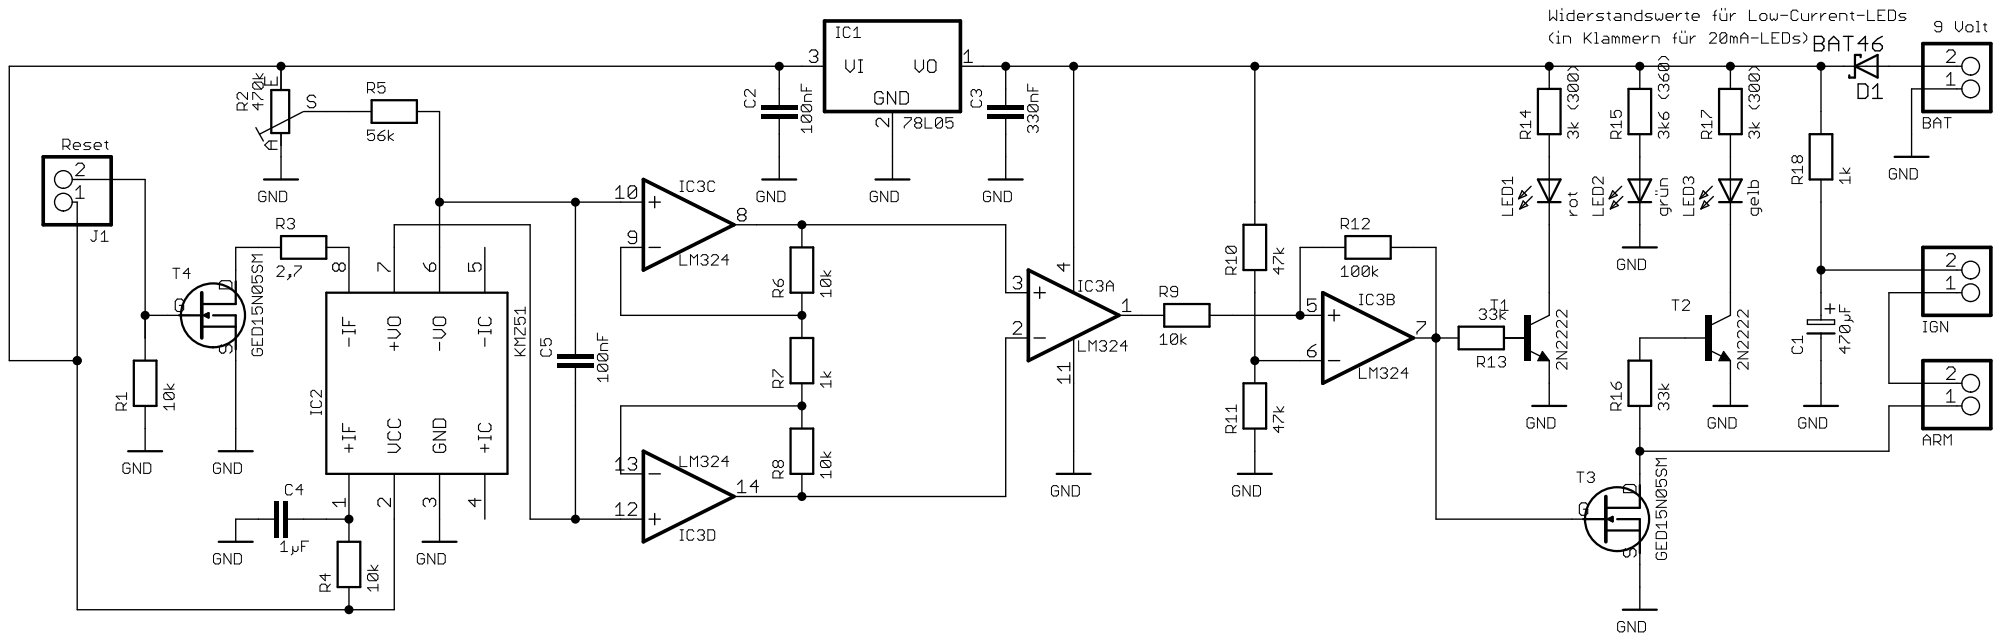 Widerstandswerte für Low-Current-LEDs
(in Klammern für 20mA-LEDs)
BAT46
D1
9 Volt
2
1
BAT
IC1
3
VI
VO
1
GND
2
78L05
C2
100nF
GND
GND
C3
330nF
GND
R2
470k
E
S
A
GND
R5
56k
Reset
2
1
J1
R1
10k
GND
T4
G
D
S
GED15N05SM
GND
R3
2,7
8
7
6
5
-IF
+VO
-VO
-IC
KMZ51
IC2
+IF
VCC
GND
+IC
1
2
3
4
C4
1µF
GND
R4
10k
GND
C5
100nF
10
9
+
−
IC3C
LM324
8
R6
10k
R7
1k
R8
10k
13
12
−
+
LM324
IC3D
14
3
2
+
−
4
11
IC3A
LM324
1
GND
R9
10k
R10
47k
R11
47k
GND
R12
100k
5
6
+
−
IC3B
LM324
7
33k
R13
T1
2N2222
GND
R14
3k (300)
LED1
rot
R15
3k6 (360)
LED2
grün
GND
R17
3k (300)
LED3
gelb
T2
2N2222
GND
R16
33k
T3
G
D
S
GED15N05SM
GND
R18
1k
C1
+
470µF
GND
GND
2
1
IGN
2
1
ARM